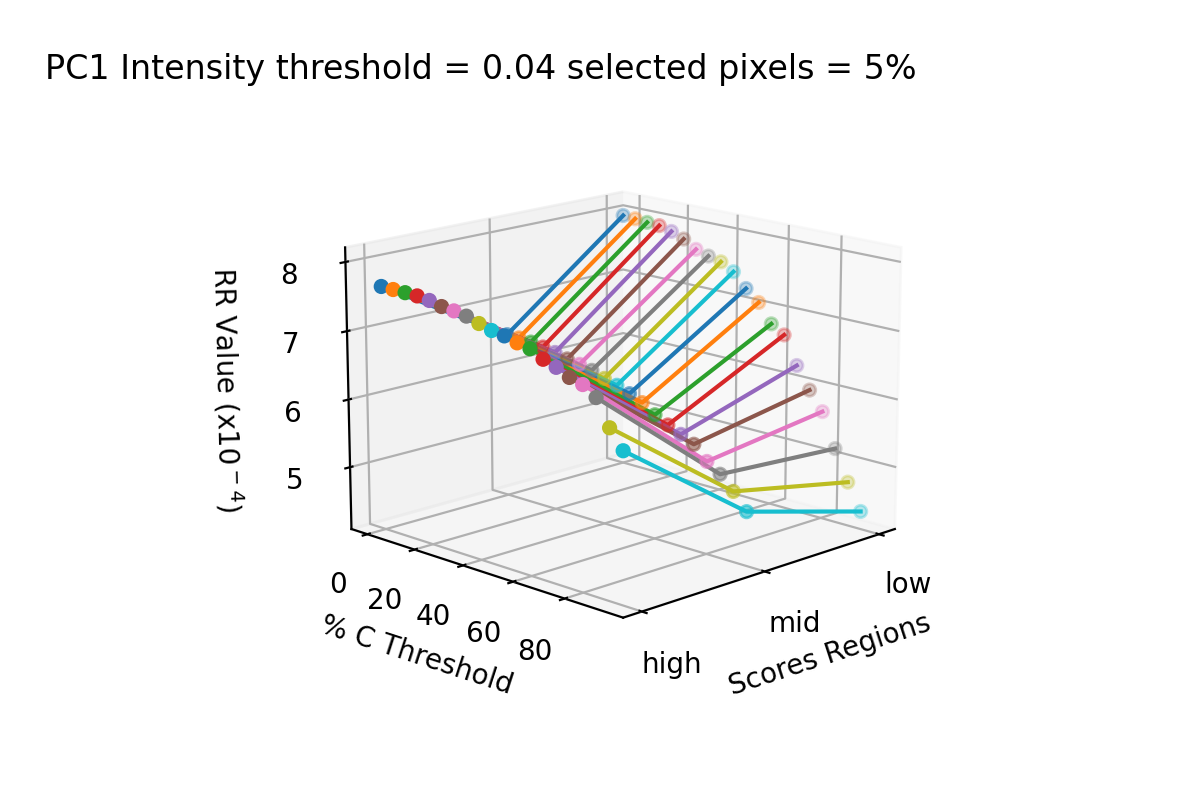 PC1 Intensity threshold = 0.04 selected pixels = 5%
RR Value (x10⁻⁴)
8
7
6
5
0
20
40
60
80
% C Threshold
high
mid
low
Scores Regions